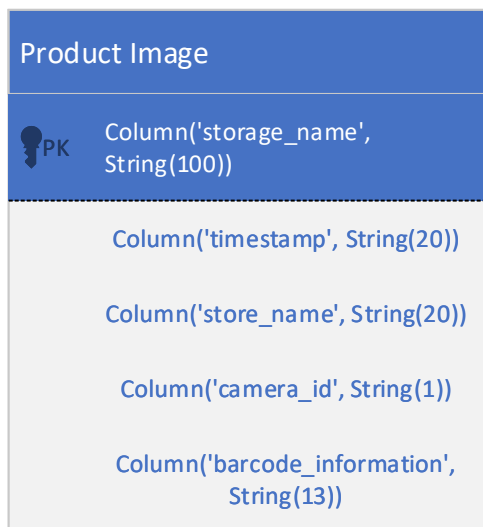 Product Image
PK
Column('storage_name',
String(100))
Column('timestamp', String(20))
Column('store_name', String(20))
Column('camera_id', String(1))
Column('barcode_information',
String(13))